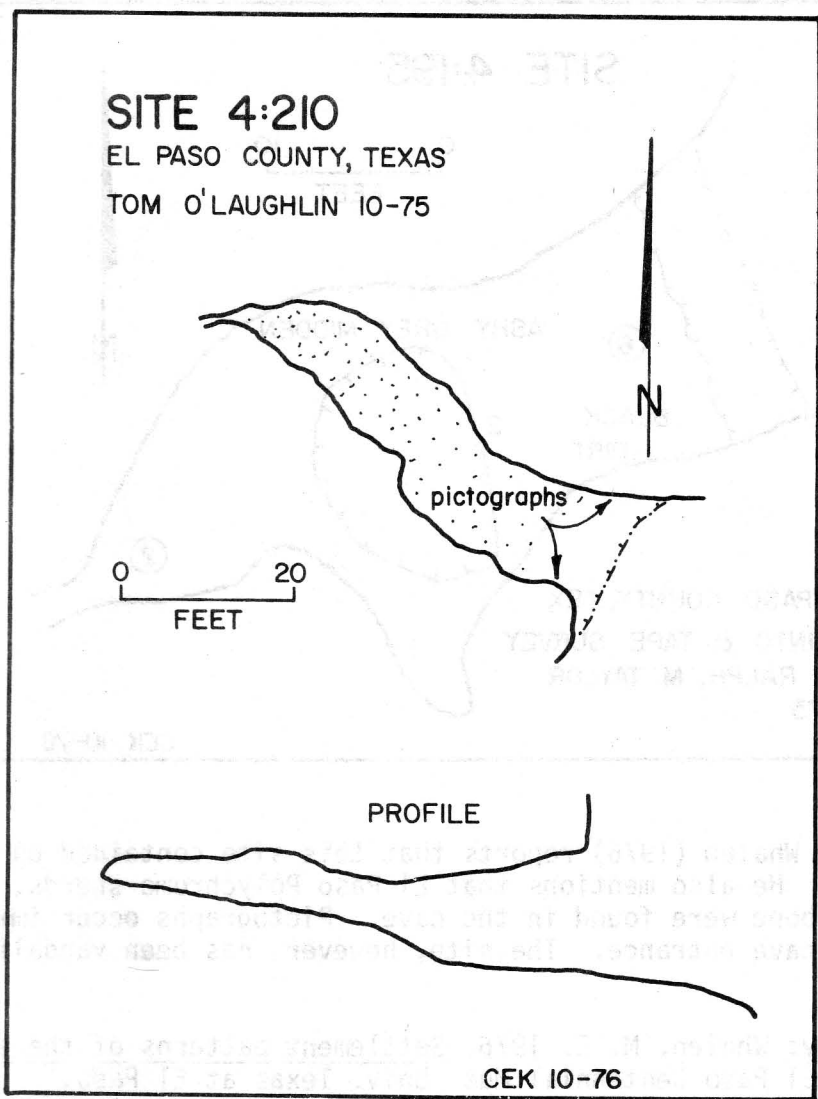 SITE 4:210
EL PASO COUNTY, TEXAS
TOM O'LAUGHLIN 10-75
N
pictographs
0 20
FEET
PROFILE
CEK 10-76